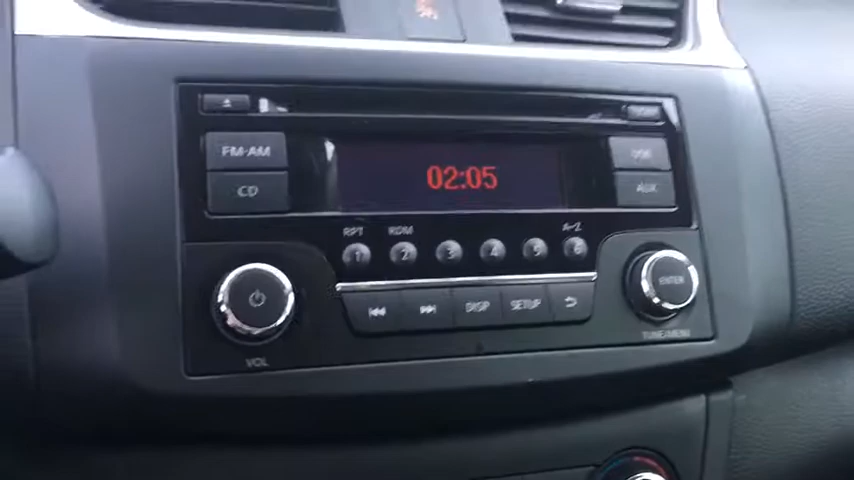 FM·AM
CD
02:05
AUX
RPT
RDM
A-Z
1
2
3
4
5
6
ENTER
DISP
SETUP
VOL